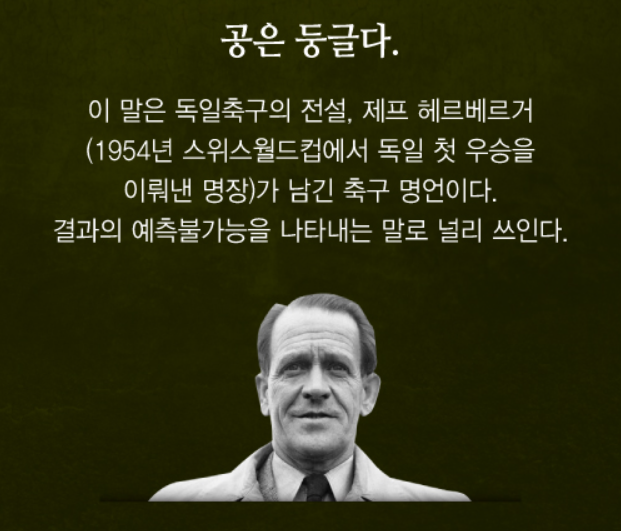 공은 둥글다.
이 말은 독일축구의 전설, 제프 헤르베르거
(1954년 스위스월드컵에서 독일 첫 우승을
이뤄낸 명장)가 남긴 축구 명언이다.
결과의 예측불가능을 나타내는 말로 널리 쓰인다.